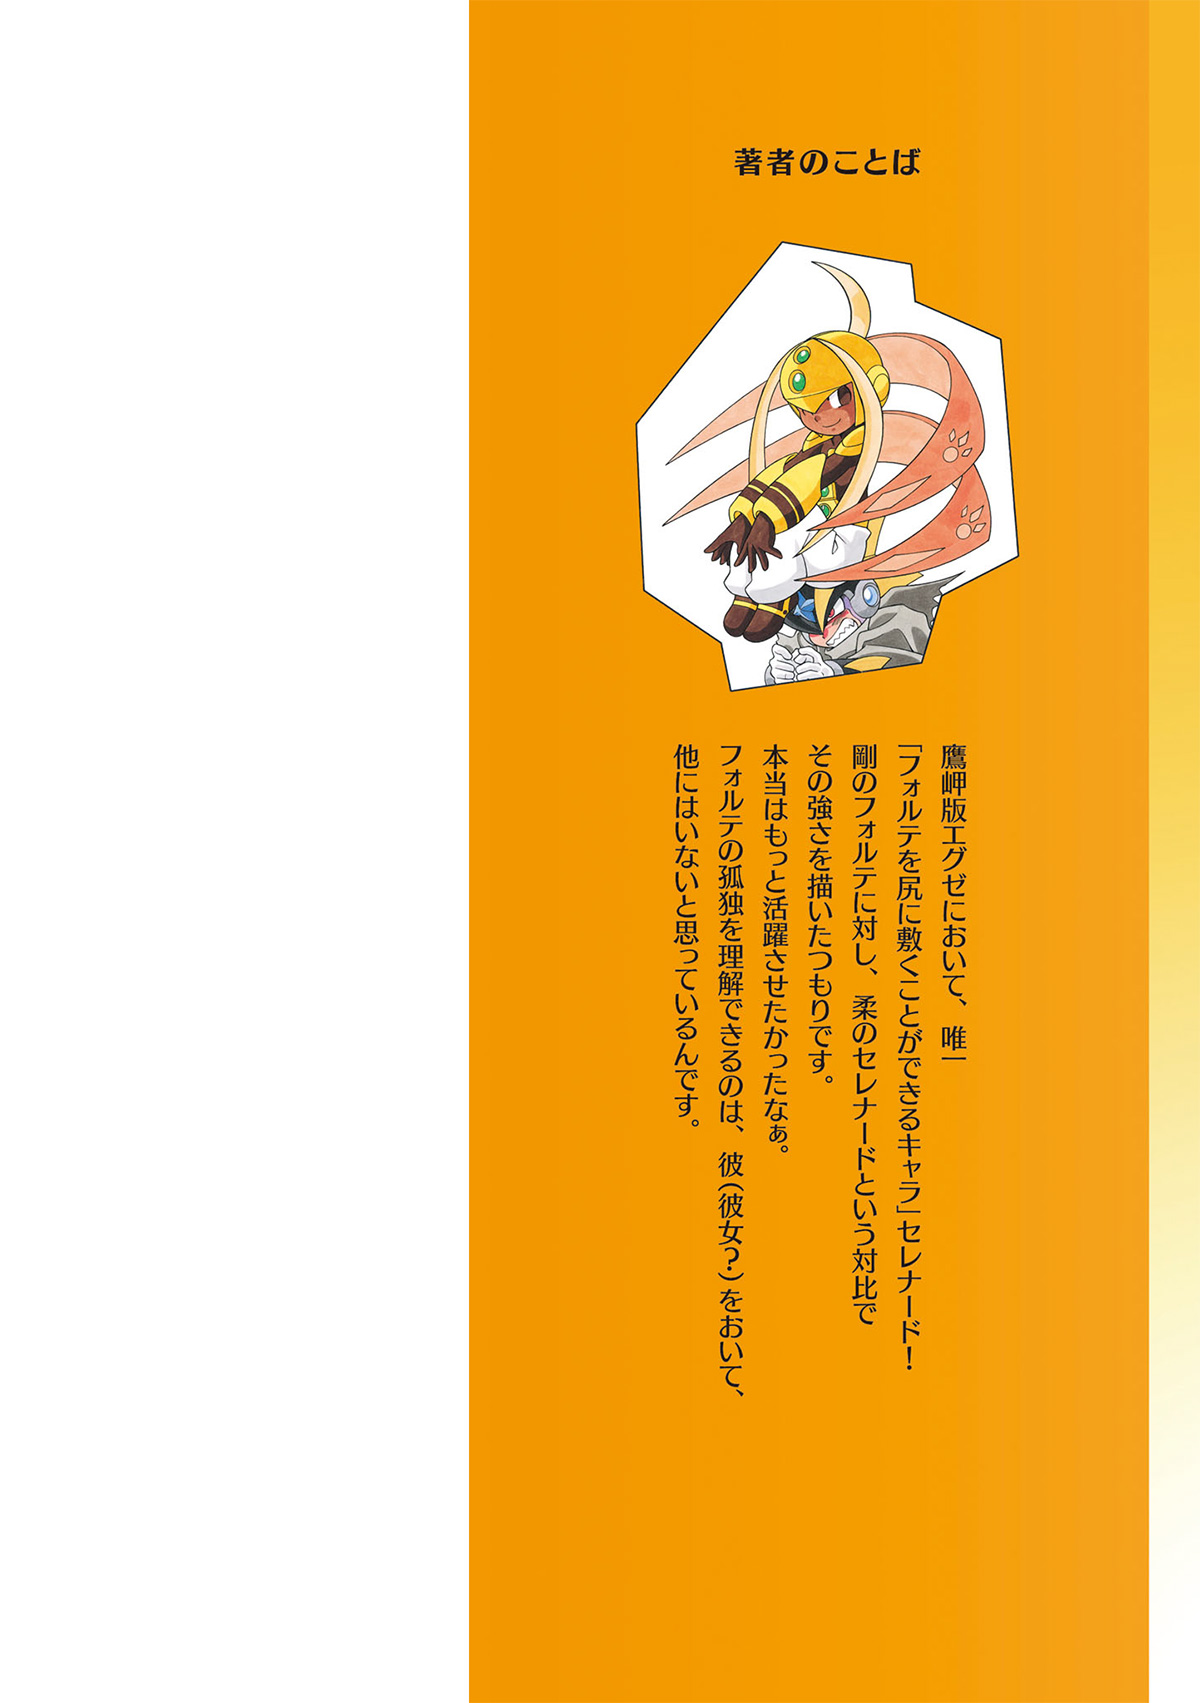 著者のことば
鷹岬版エグゼにおいて、唯一
「フォルテを尻に敷くことができるキャラ」セレナード！
剛のフォルテに対し、柔のセレナードという対比で
その強さを描いたつもりです。
本当はもっと活躍させたかったなぁ。
フォルテの孤独を理解できるのは、彼（彼女？）をおいて、
他にはいないと思っているんです。